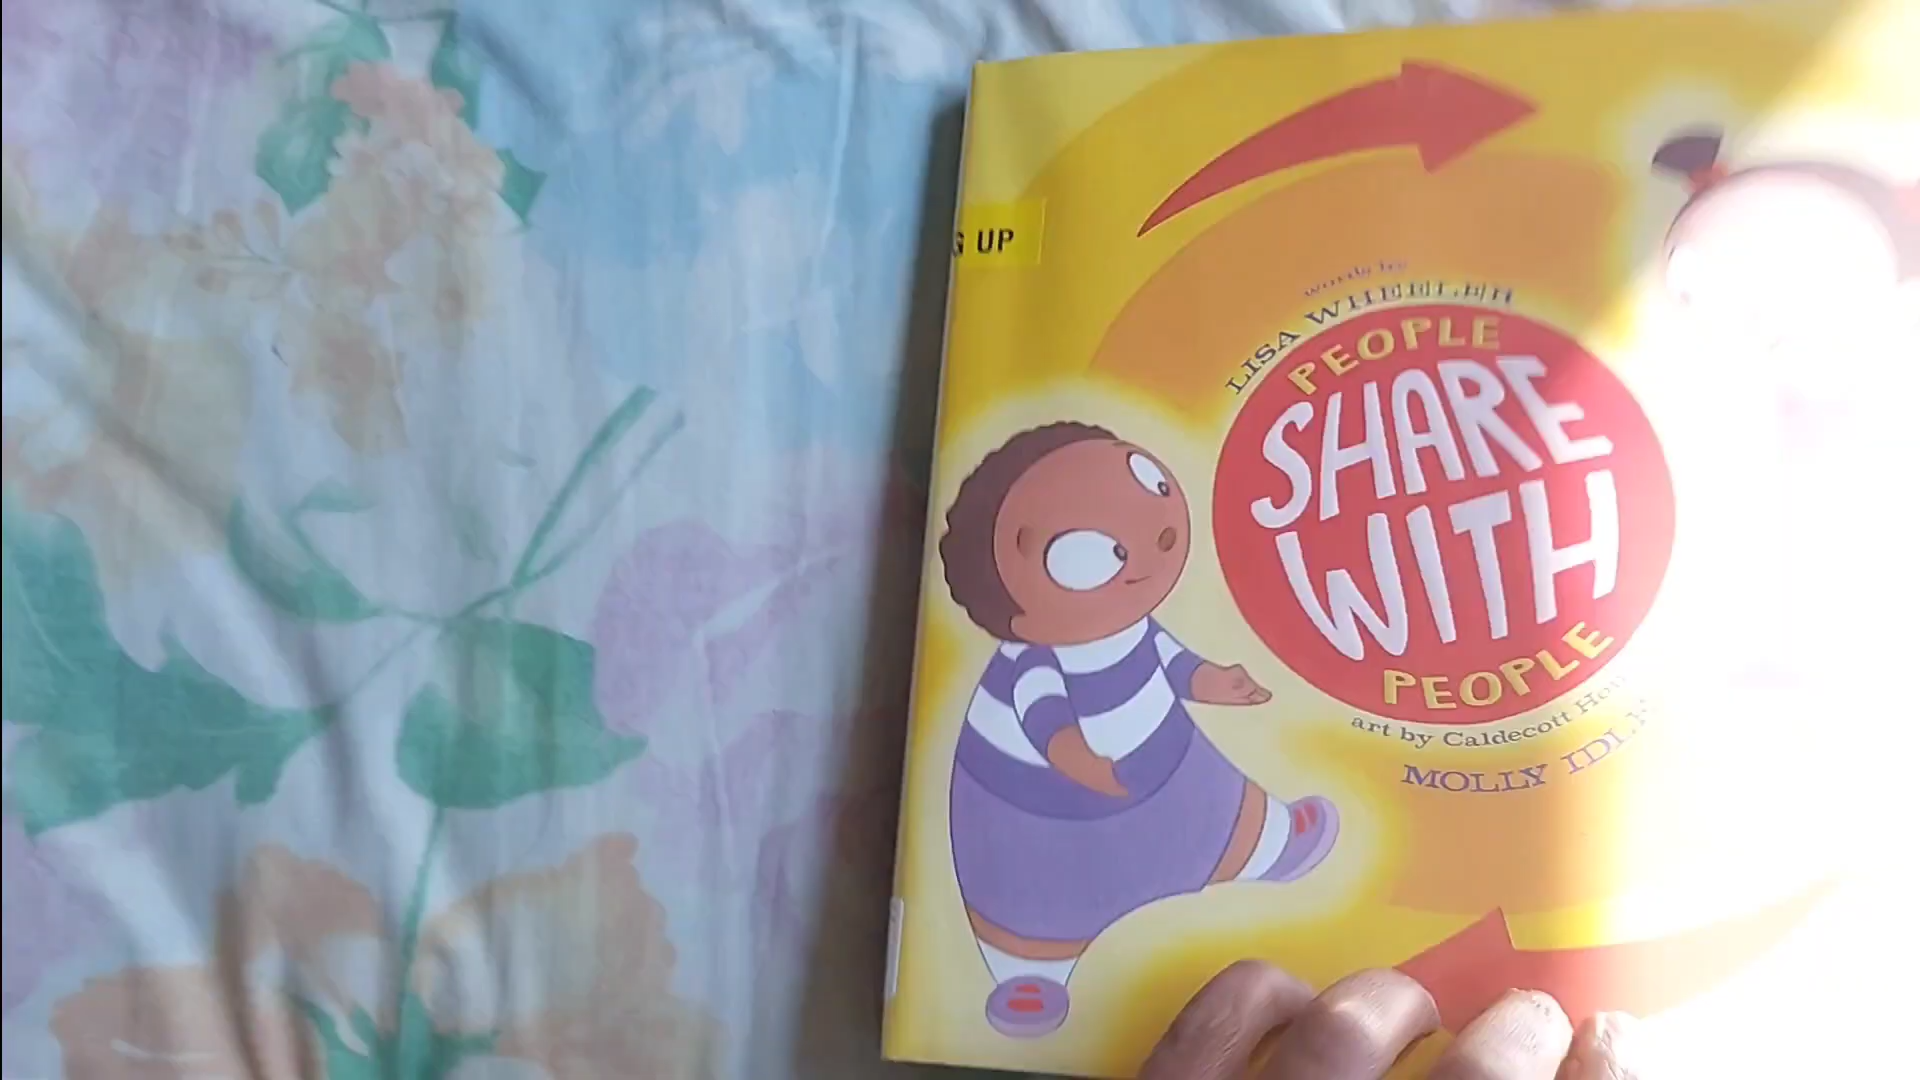 G UP
words by
LISA WHEELER
PEOPLE
SHARE
WITH
PEOPLE
art by Caldecott
MOLLY